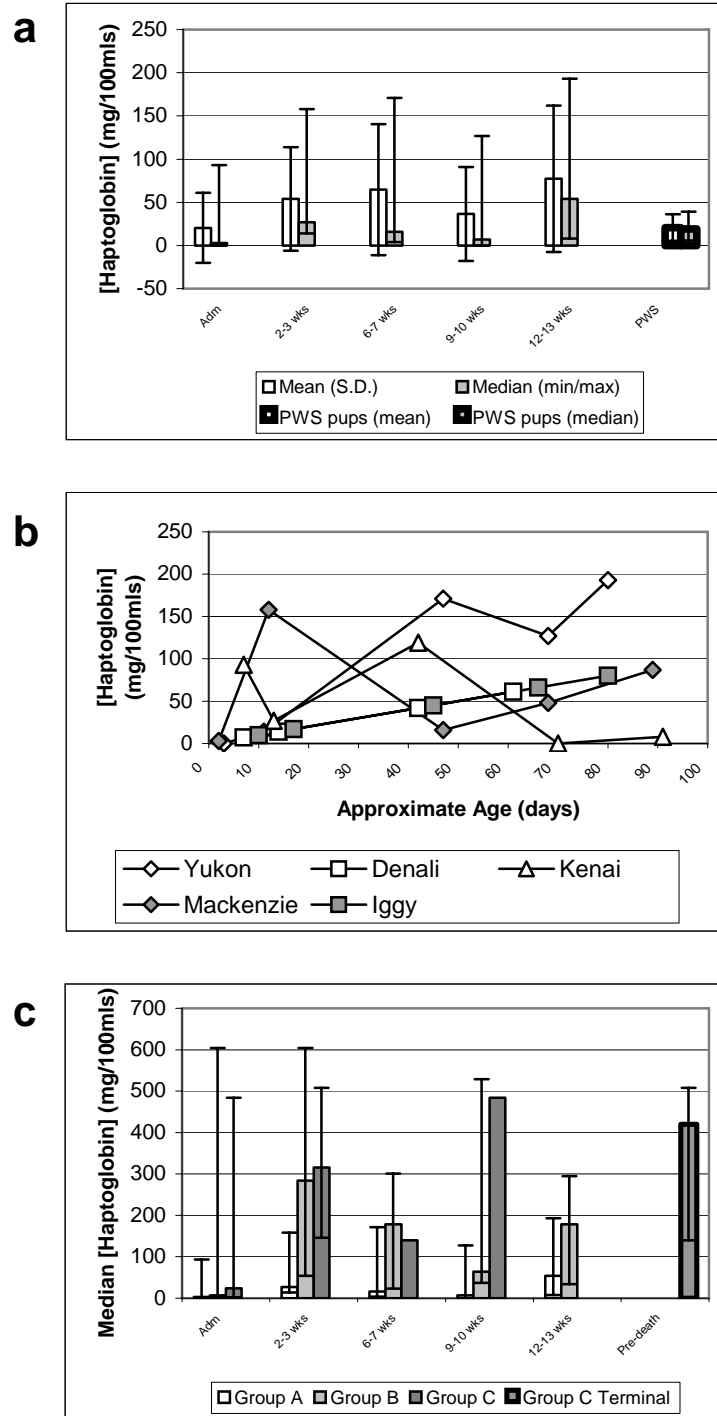 a
[Haptoglobin] (mg/100mls)
250
200
150
100
50
0
-50
Adm
2-3 wks
6-7 wks
9-10 wks
12-13 wks
PWS
Mean (S.D.) Median (min/max)
PWS pups (mean) PWS pups (median)
b
[Haptoglobin]
(mg/100mls)
250
200
150
100
50
0
0 10 20 30 40 50 60 70 80 90 100
Approximate Age (days)
Yukon Denali Kenai
Mackenzie Iggy
c
Median [Haptoglobin] (mg/100mls)
700
600
500
400
300
200
100
0
Adm
2-3 wks
6-7 wks
9-10 wks
12-13 wks
Pre-death
Group A Group B Group C Group C Terminal